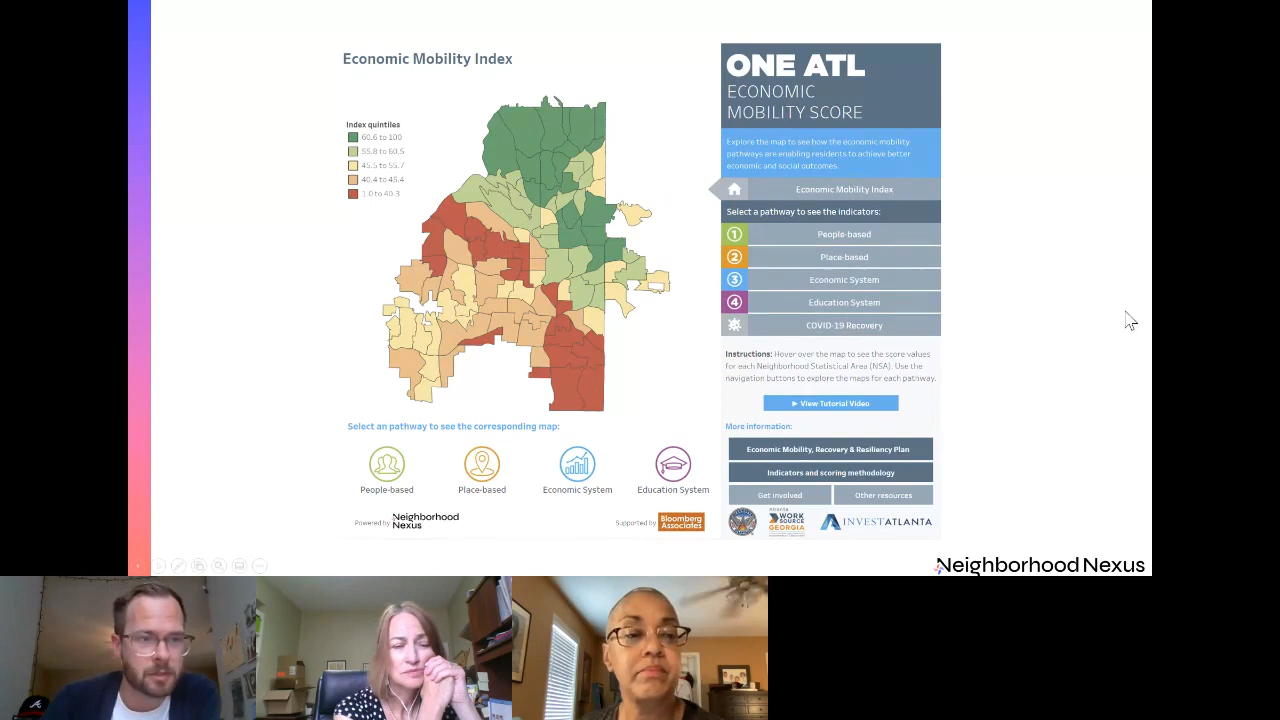 Economic Mobility Index
Index quintiles
60.6 to 100
55.8 to 60.5
45.5 to 55.7
40.4 to 45.4
1.0 to 40.3
Select an pathway to see the corresponding map:
People-based
Place-based
Economic System
Education System
Powered by Neighborhood
Nexus
Supported by Bloomberg
Associates
ONE ATL
ECONOMIC
MOBILITY SCORE
Explore the map to see how the economic mobility
pathways are enabling residents to achieve better
economic and social outcomes.
Economic Mobility Index
Select a pathway to see the indicators:
1 People-based
2 Place-based
3 Economic System
4 Education System
COVID-19 Recovery
Instructions: Hover over the map to see the score values
for each Neighborhood Statistical Area (NSA). Use the
navigation buttons to explore the maps for each pathway.
View Tutorial Video
More information:
Economic Mobility, Recovery & Resiliency Plan
Indicators and scoring methodology
Get involved
Other resources
Atlanta
WORK
SOURCE
GEORGIA
INVEST ATLANTA
Neighborhood Nexus